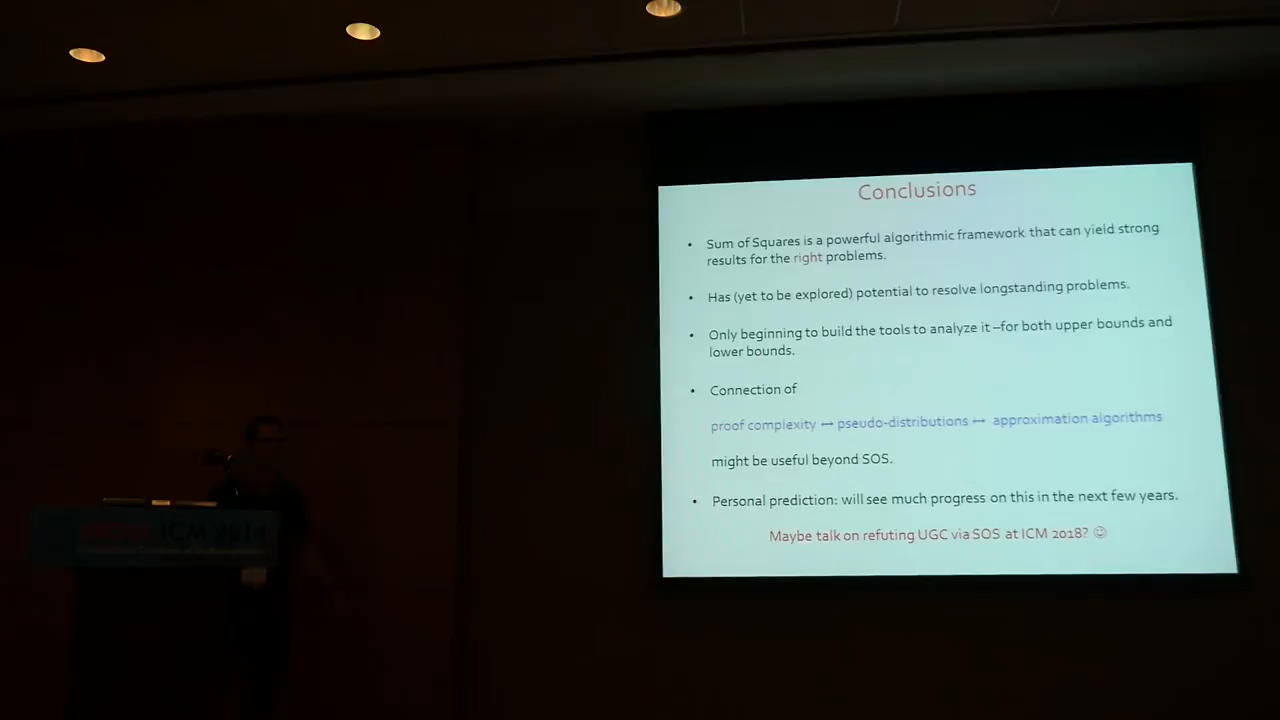 Conclusions
• Sum of Squares is a powerful algorithmic framework that can yield strong
results for the right problems.
• Has (yet to be explored) potential to resolve longstanding problems.
• Only beginning to build the tools to analyze it –for both upper bounds and
lower bounds.
• Connection of
proof complexity ↔ pseudo-distributions ↔ approximation algorithms
might be useful beyond SOS.
• Personal prediction: will see much progress on this in the next few years.
Maybe talk on refuting UGC via SOS at ICM 2018? ☺
ICM 2014